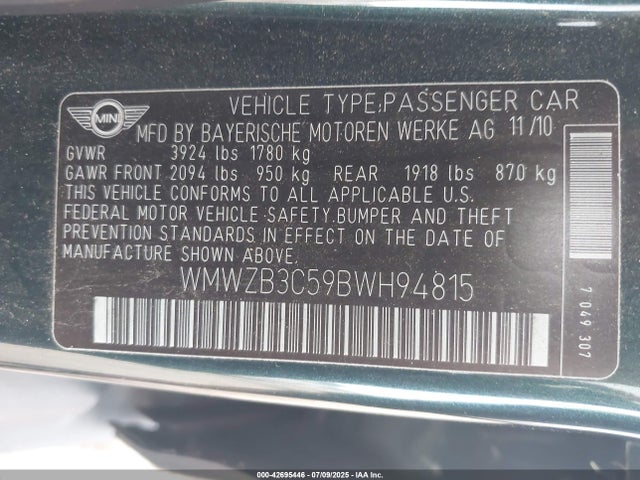 MINI
VEHICLE TYPE:PASSENGER CAR
MFD BY BAYERISCHE MOTOREN WERKE AG 11/10
GVWR 3924 lbs 1780 kg
GAWR FRONT 2094 lbs 950 kg REAR 1918 lbs 870 kg
THIS VEHICLE CONFORMS TO ALL APPLICABLE U.S.
FEDERAL MOTOR VEHICLE SAFETY,BUMPER AND THEFT
PREVENTION STANDARDS IN EFFECT ON THE DATE OF
MANUFACTURE SHOWN ABOVE.
WMWZB3C59BWH94815
7 049 307
000-42695446 - 07/09/2025 - IAA Inc.